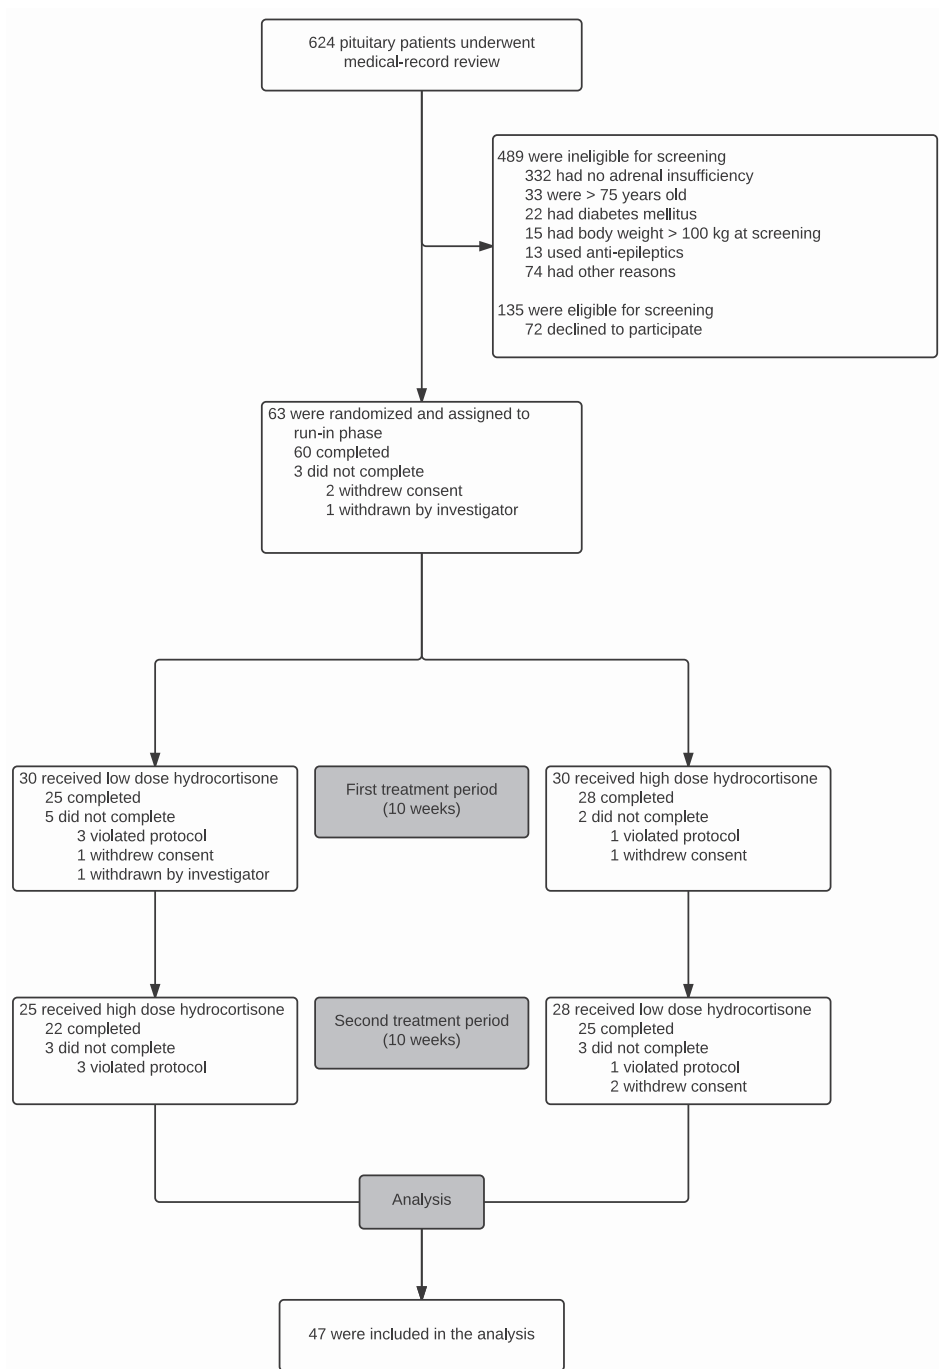 624 pituitary patients underwent
medical-record review
489 were ineligible for screening
332 had no adrenal insufficiency
33 were > 75 years old
22 had diabetes mellitus
15 had body weight > 100 kg at screening
13 used anti-epileptics
74 had other reasons
135 were eligible for screening
72 declined to participate
63 were randomized and assigned to
run-in phase
60 completed
3 did not complete
2 withdrew consent
1 withdrawn by investigator
30 received low dose hydrocortisone
25 completed
5 did not complete
3 violated protocol
1 withdrew consent
1 withdrawn by investigator
First treatment period
(10 weeks)
30 received high dose hydrocortisone
28 completed
2 did not complete
1 violated protocol
1 withdrew consent
25 received high dose hydrocortisone
22 completed
3 did not complete
3 violated protocol
Second treatment period
(10 weeks)
28 received low dose hydrocortisone
25 completed
3 did not complete
1 violated protocol
2 withdrew consent
Analysis
47 were included in the analysis